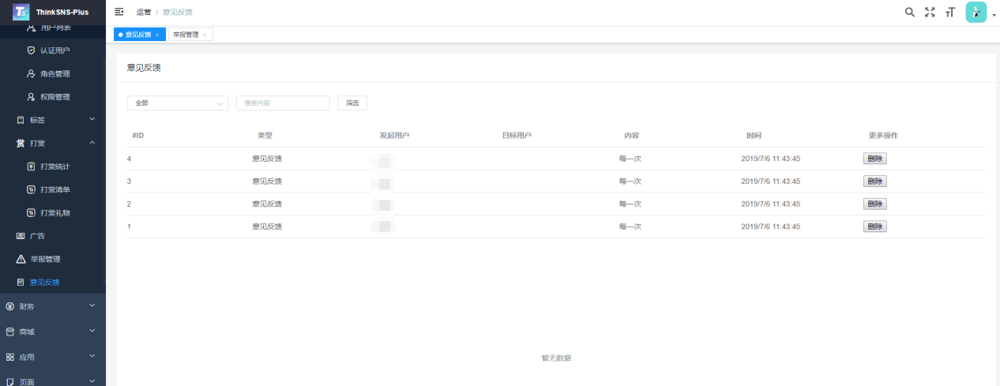 ThinkSNS-Plus
运营 / 意见反馈
用户列表
意见反馈 ×
举报管理 ×
认证用户
角色管理
权限管理
标签
赏 打赏
打赏统计
打赏清单
打赏礼物
AD 广告
举报管理
意见反馈
财务
商城
应用
页面
意见反馈
全部
搜索内容
筛选
#ID 类型 发起用户 目标用户 内容 时间 更多操作
4 意见反馈 每一次 2019/7/6 11:43:45 删除
3 意见反馈 每一次 2019/7/6 11:43:45 删除
2 意见反馈 每一次 2019/7/6 11:43:45 删除
1 意见反馈 每一次 2019/7/6 11:43:45 删除
暂无数据